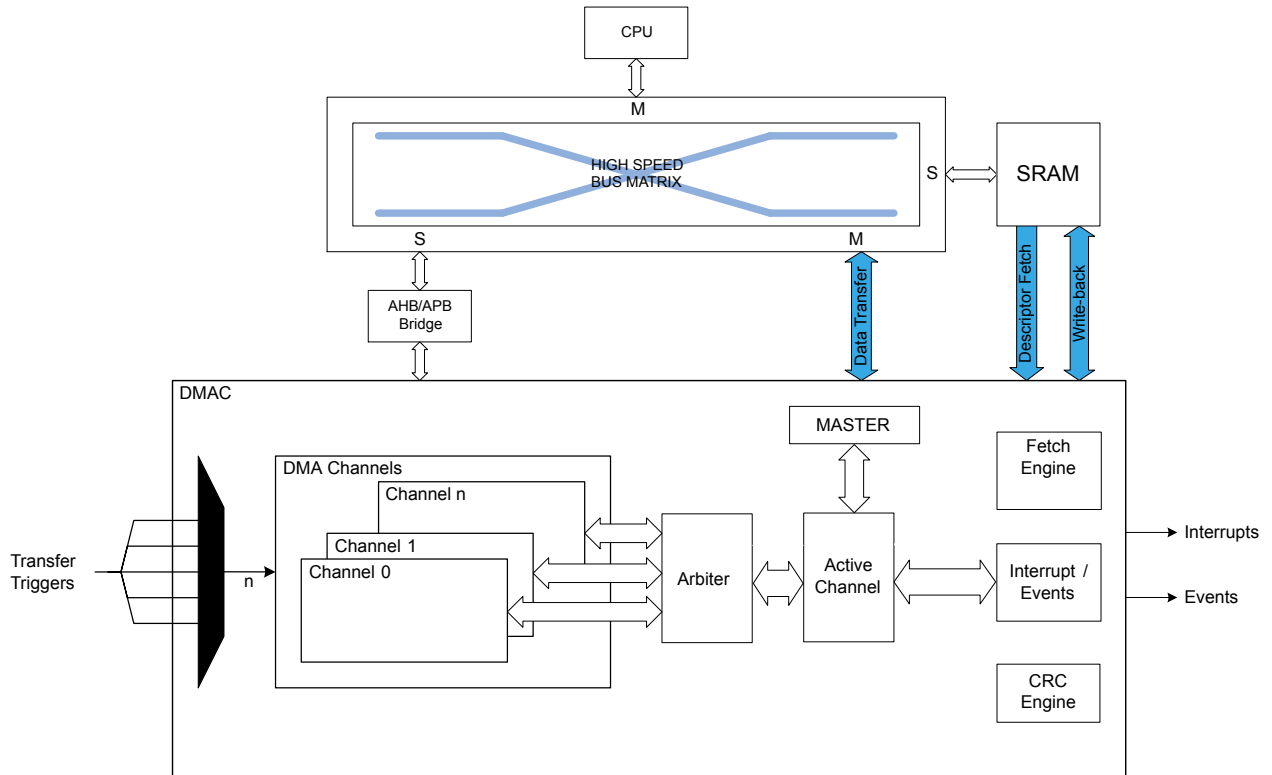 CPU
M
HIGH SPEED
BUS MATRIX
S
SRAM
S
M
AHB/APB
Bridge
Data Transfer
Descriptor Fetch
Write-back
DMAC
MASTER
Fetch
Engine
DMA Channels
Channel n
Channel 1
Channel 0
Transfer
Triggers
n
Arbiter
Active
Channel
Interrupt /
Events
Interrupts
Events
CRC
Engine